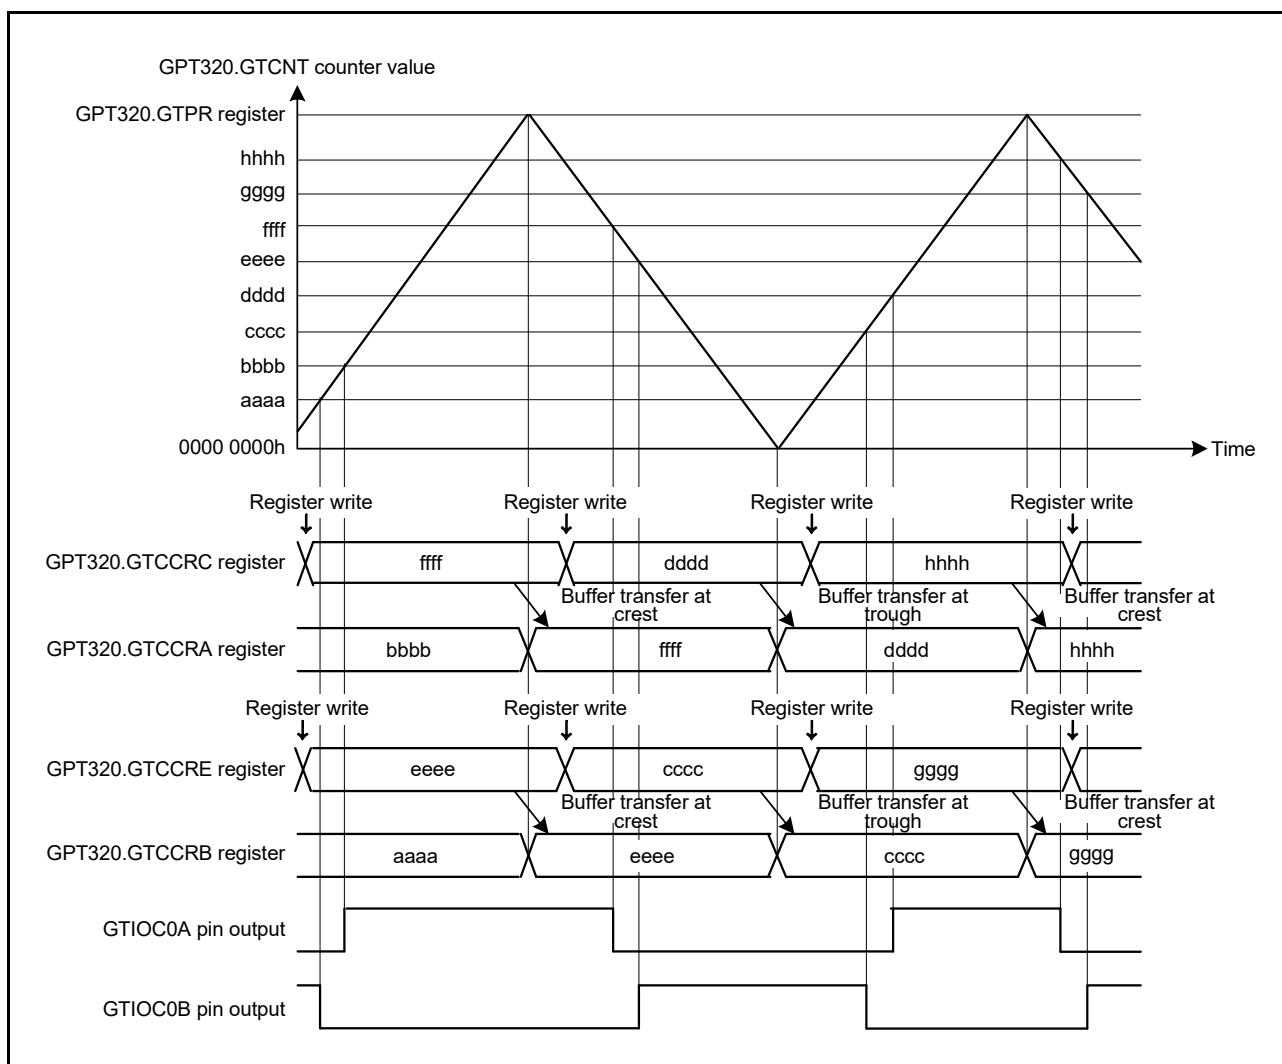 GPT320.GTCNT counter value
GPT320.GTPR register
hhhh
gggg
ffff
eeee
dddd
cccc
bbbb
aaaa
0000 0000h
Time
Register write Register write Register write Register write
GPT320.GTCCRC register ffff dddd hhhh
Buffer transfer at crest Buffer transfer at trough Buffer transfer at crest
GPT320.GTCCRA register bbbb ffff dddd hhhh
Register write Register write Register write Register write
GPT320.GTCCRE register eeee cccc gggg
Buffer transfer at crest Buffer transfer at trough Buffer transfer at crest
GPT320.GTCCRB register aaaa eeee cccc gggg
GTIOC0A pin output
GTIOC0B pin output